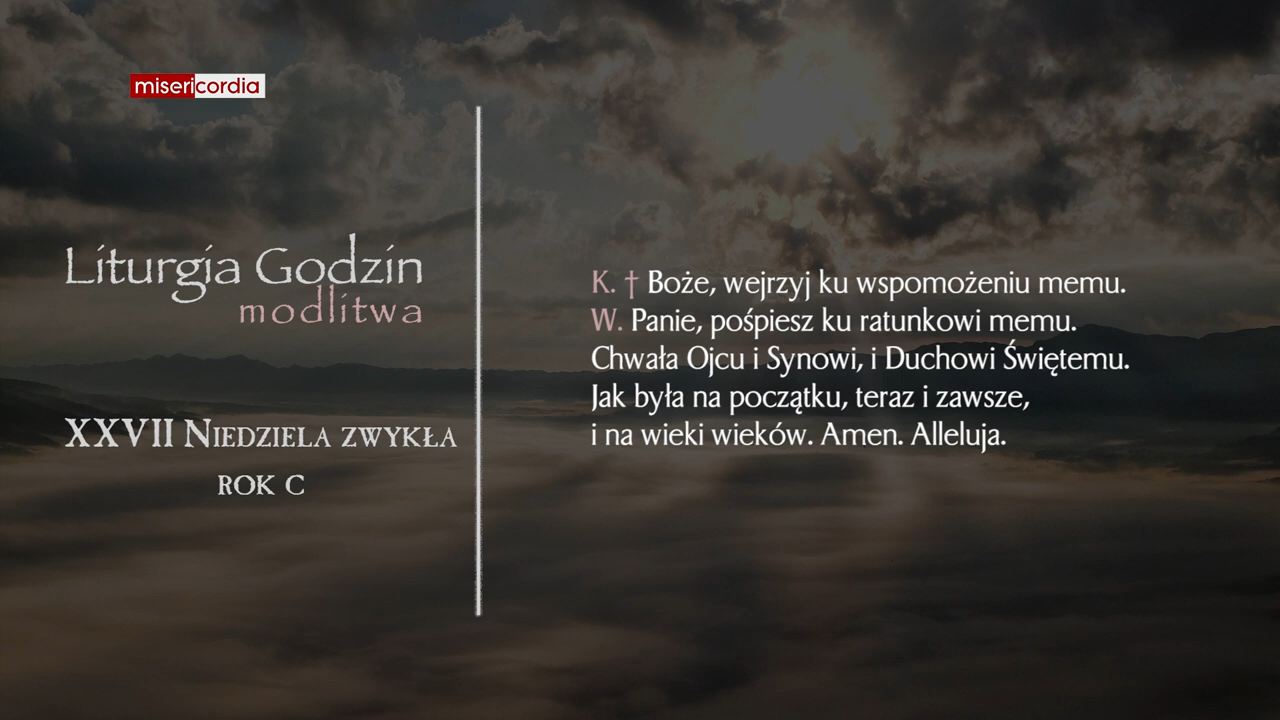 misericordia
Liturgia Godzin
modlitwa
XXVII NIEDZIELA ZWYKŁA
ROK C
K. † Boże, wejrzyj ku wspomożeniu memu.
W. Panie, pośpiesz ku ratunkowi memu.
Chwała Ojcu i Synowi, i Duchowi Świętemu.
Jak była na początku, teraz i zawsze,
i na wieki wieków. Amen. Alleluja.